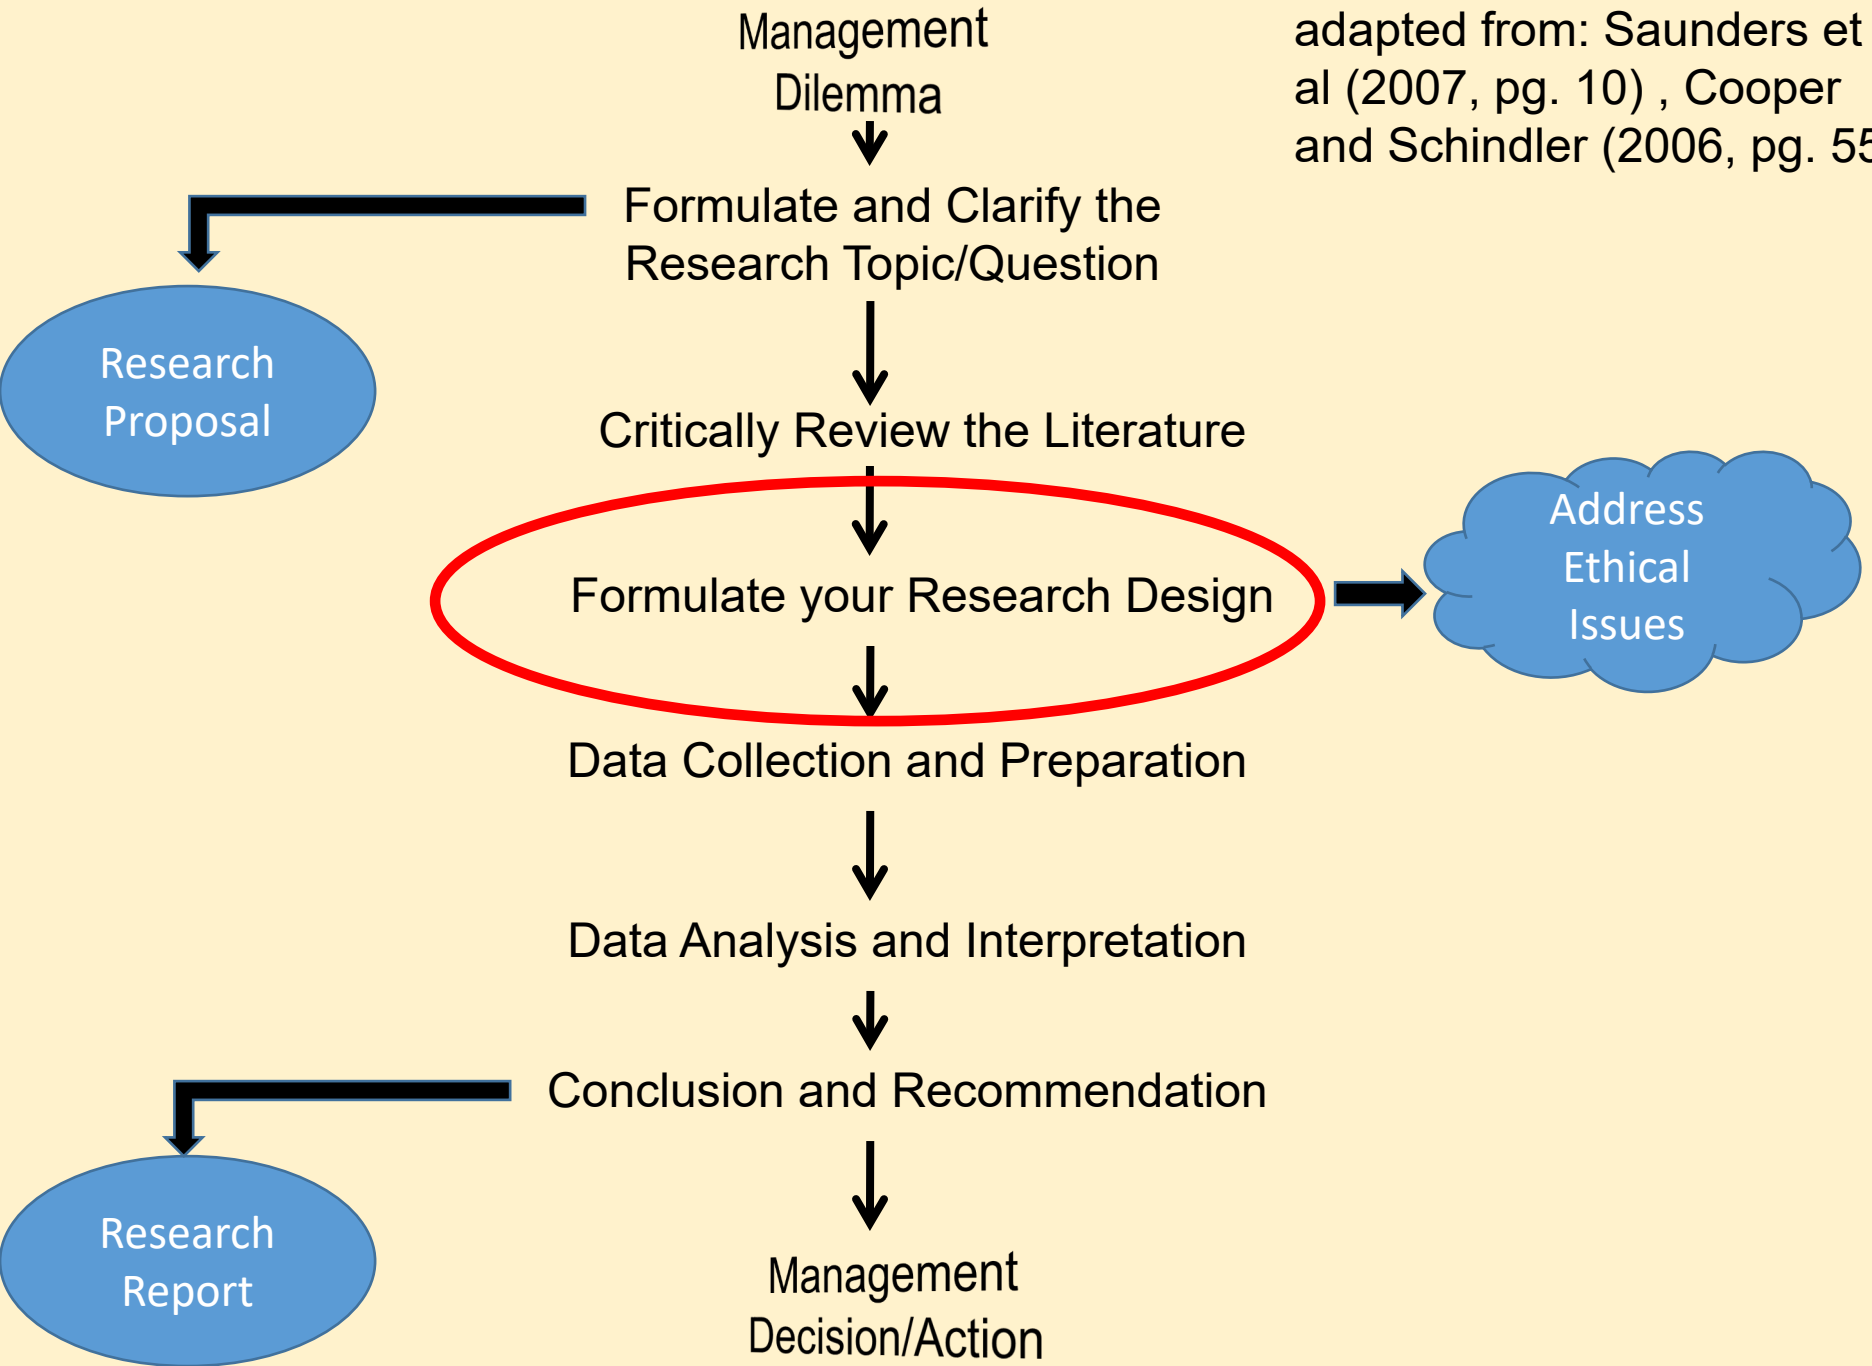 Management
Dilemma
adapted from: Saunders et
al (2007, pg. 10) , Cooper
and Schindler (2006, pg. 55
Formulate and Clarify the
Research Topic/Question
Research
Proposal
Critically Review the Literature
Formulate your Research Design
Address
Ethical
Issues
Data Collection and Preparation
Data Analysis and Interpretation
Conclusion and Recommendation
Research
Report
Management
Decision/Action